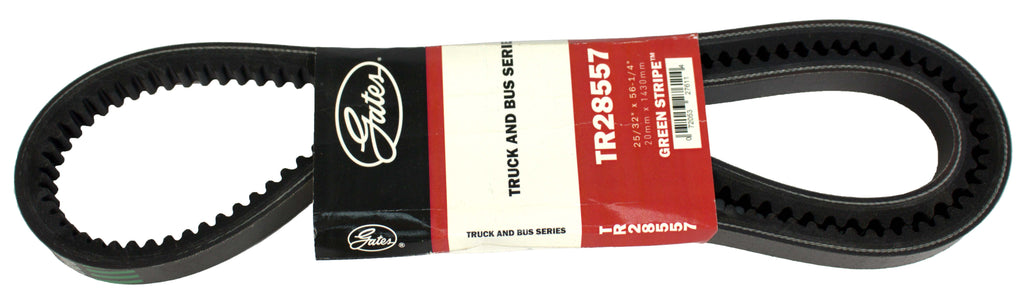 Gates®
TRUCK AND BUS SERIE
TR28557
25/32" x 56-1/4"
20mm x 1430mm
GREEN STRIPE™
Gates®
TRUCK AND BUS SERIES
TR28557